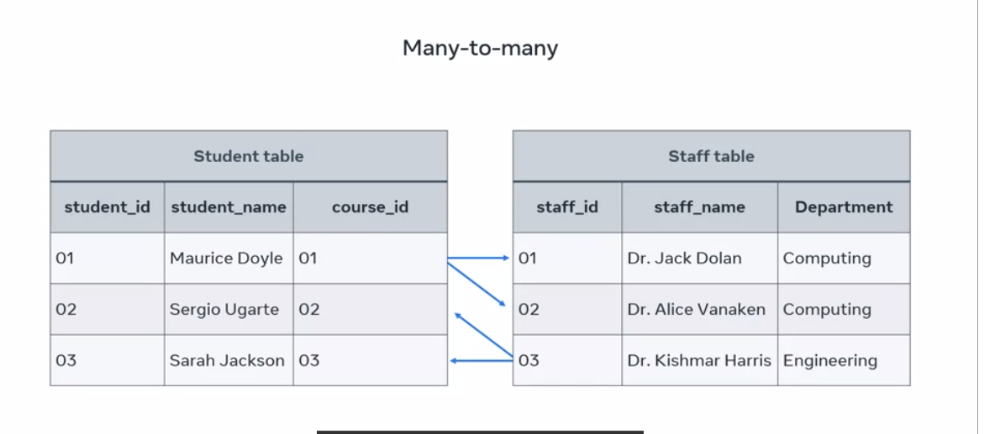 Many-to-many
Student table
student_id student_name course_id
01 Maurice Doyle 01
02 Sergio Ugarte 02
03 Sarah Jackson 03
Staff table
staff_id staff_name Department
01 Dr. Jack Dolan Computing
02 Dr. Alice Vanaken Computing
03 Dr. Kishmar Harris Engineering